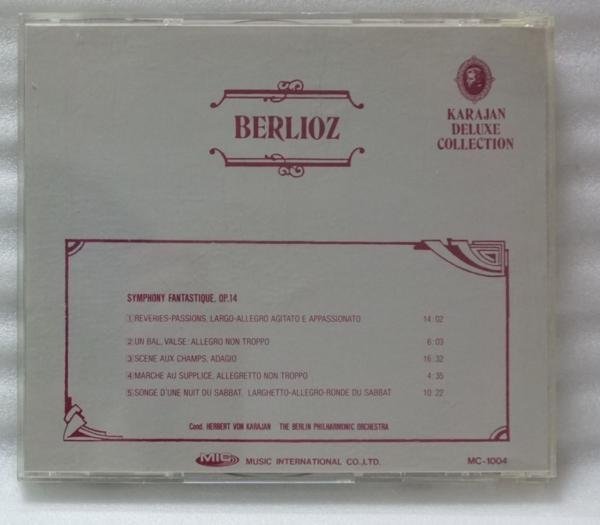 BERLIOZ
KARAJAN
DELUXE
COLLECTION
SYMPHONY FANTASTIQUE, OP.14
1 REVERIES-PASSIONS, LARGO-ALLEGRO AGITATO E APPASSIONATO 14:02
2 UN BAL, VALSE: ALLEGRO NON TROPPO 6:03
3 SCENE AUX CHAMPS, ADAGIO 16:32
4 MARCHE AU SUPPLICE, ALLEGRETTO NON TROPPO 4:35
5 SONGE D'UNE NUIT DU SABBAT, LARGHETTO-ALLEGRO-RONDE DU SABBAT 10:22
Cond. HERBERT VON KARAJAN THE BERLIN PHILHARMONIC ORCHESTRA
MIC MUSIC INTERNATIONAL CO.,LTD. MC-1004